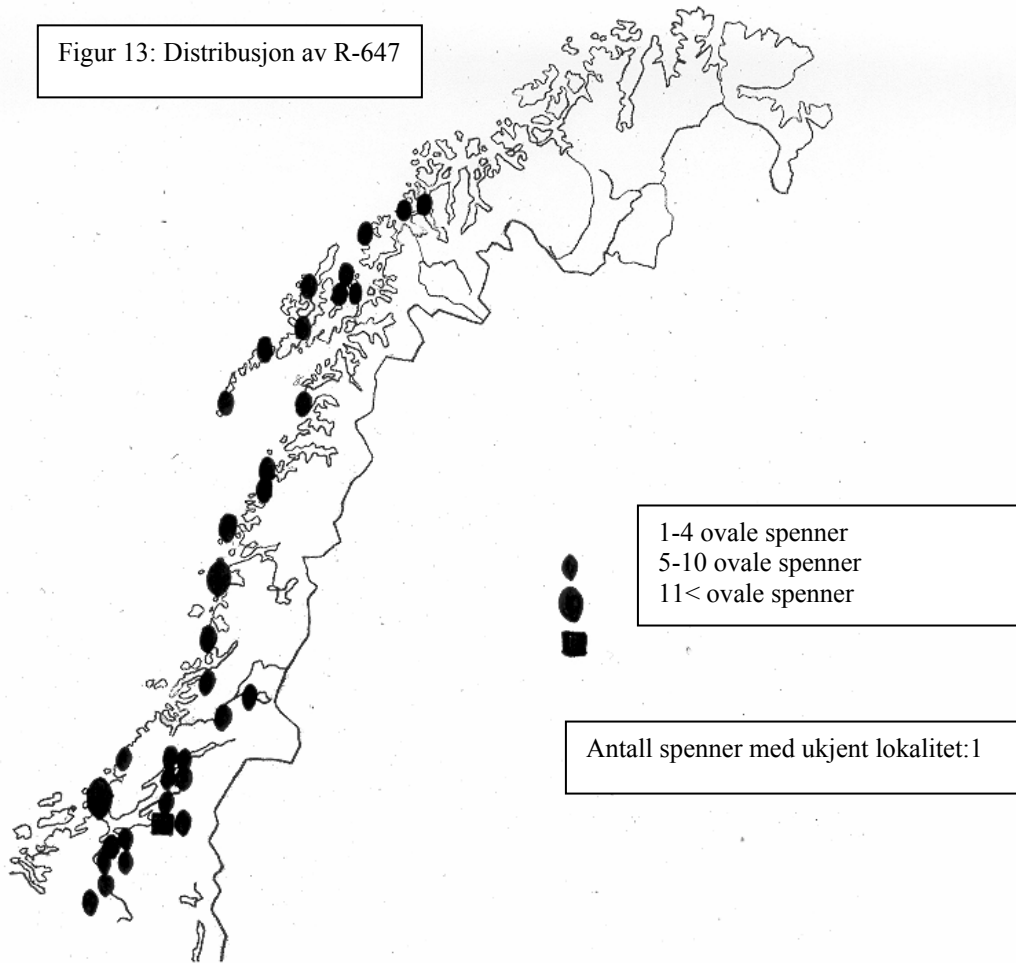 Figur 13: Distribusjon av R-647
1-4 ovale spenner
5-10 ovale spenner
11< ovale spenner
Antall spenner med ukjent lokalitet:1